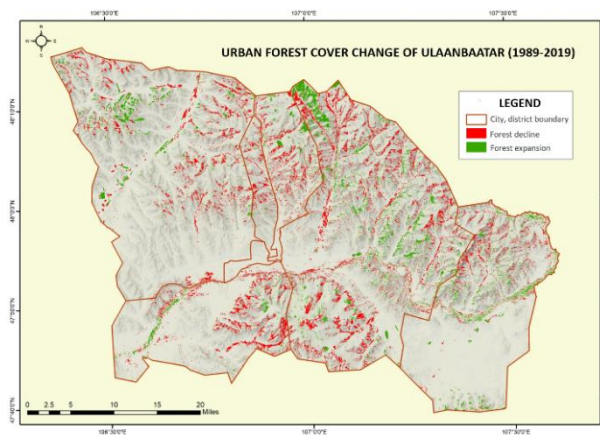 106°30'0"E
107°0'0"E
107°30'0"E
N
W
E
S
URBAN FOREST COVER CHANGE OF ULAANBAATAR (1989-2019)
LEGEND
City, district boundary
Forest decline
Forest expansion
48°10'0"N
48°0'0"N
47°50'0"N
47°40'0"N
0 2.5 5 10 15 20
Miles
106°30'0"E
107°0'0"E
107°30'0"E